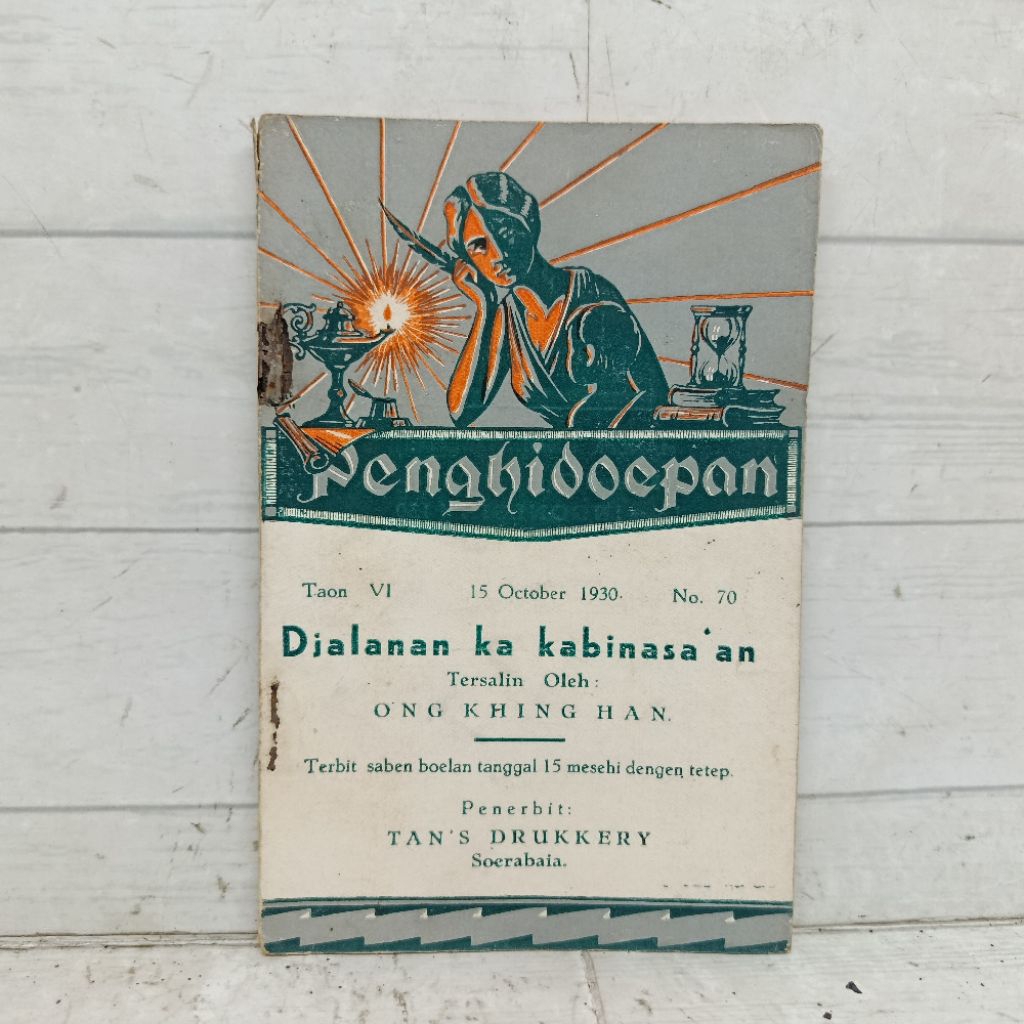 Penghidoepan
Taon VI 15 October 1930. No. 70
Djalanan ka kabinasa'an
Tersalin Oleh:
ONG KHING HAN.
Terbit saben boelan tanggal 15 mesehi dengen tetep.
Penerbit:
TAN'S DRUKKERY
Soerabaia.